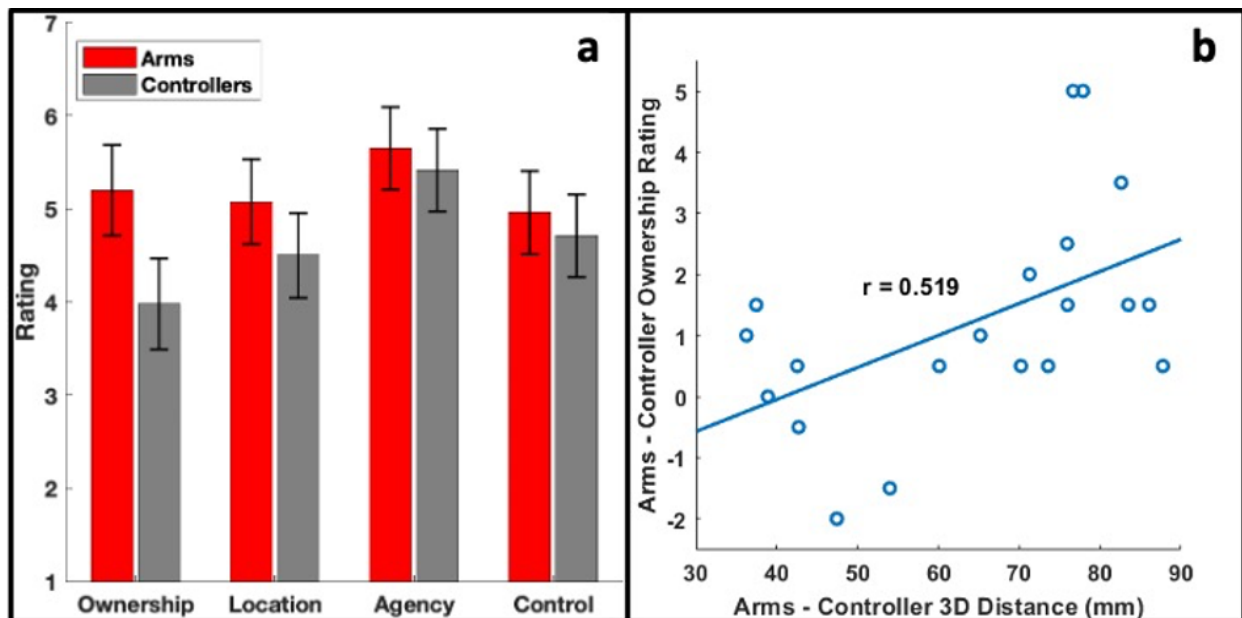 a
Arms
Controllers
Rating
7
6
5
4
3
2
1
Ownership Location Agency Control
b
Arms - Controller Ownership Rating
5
4
3
2
1
0
-1
-2
r = 0.519
30 40 50 60 70 80 90
Arms - Controller 3D Distance (mm)